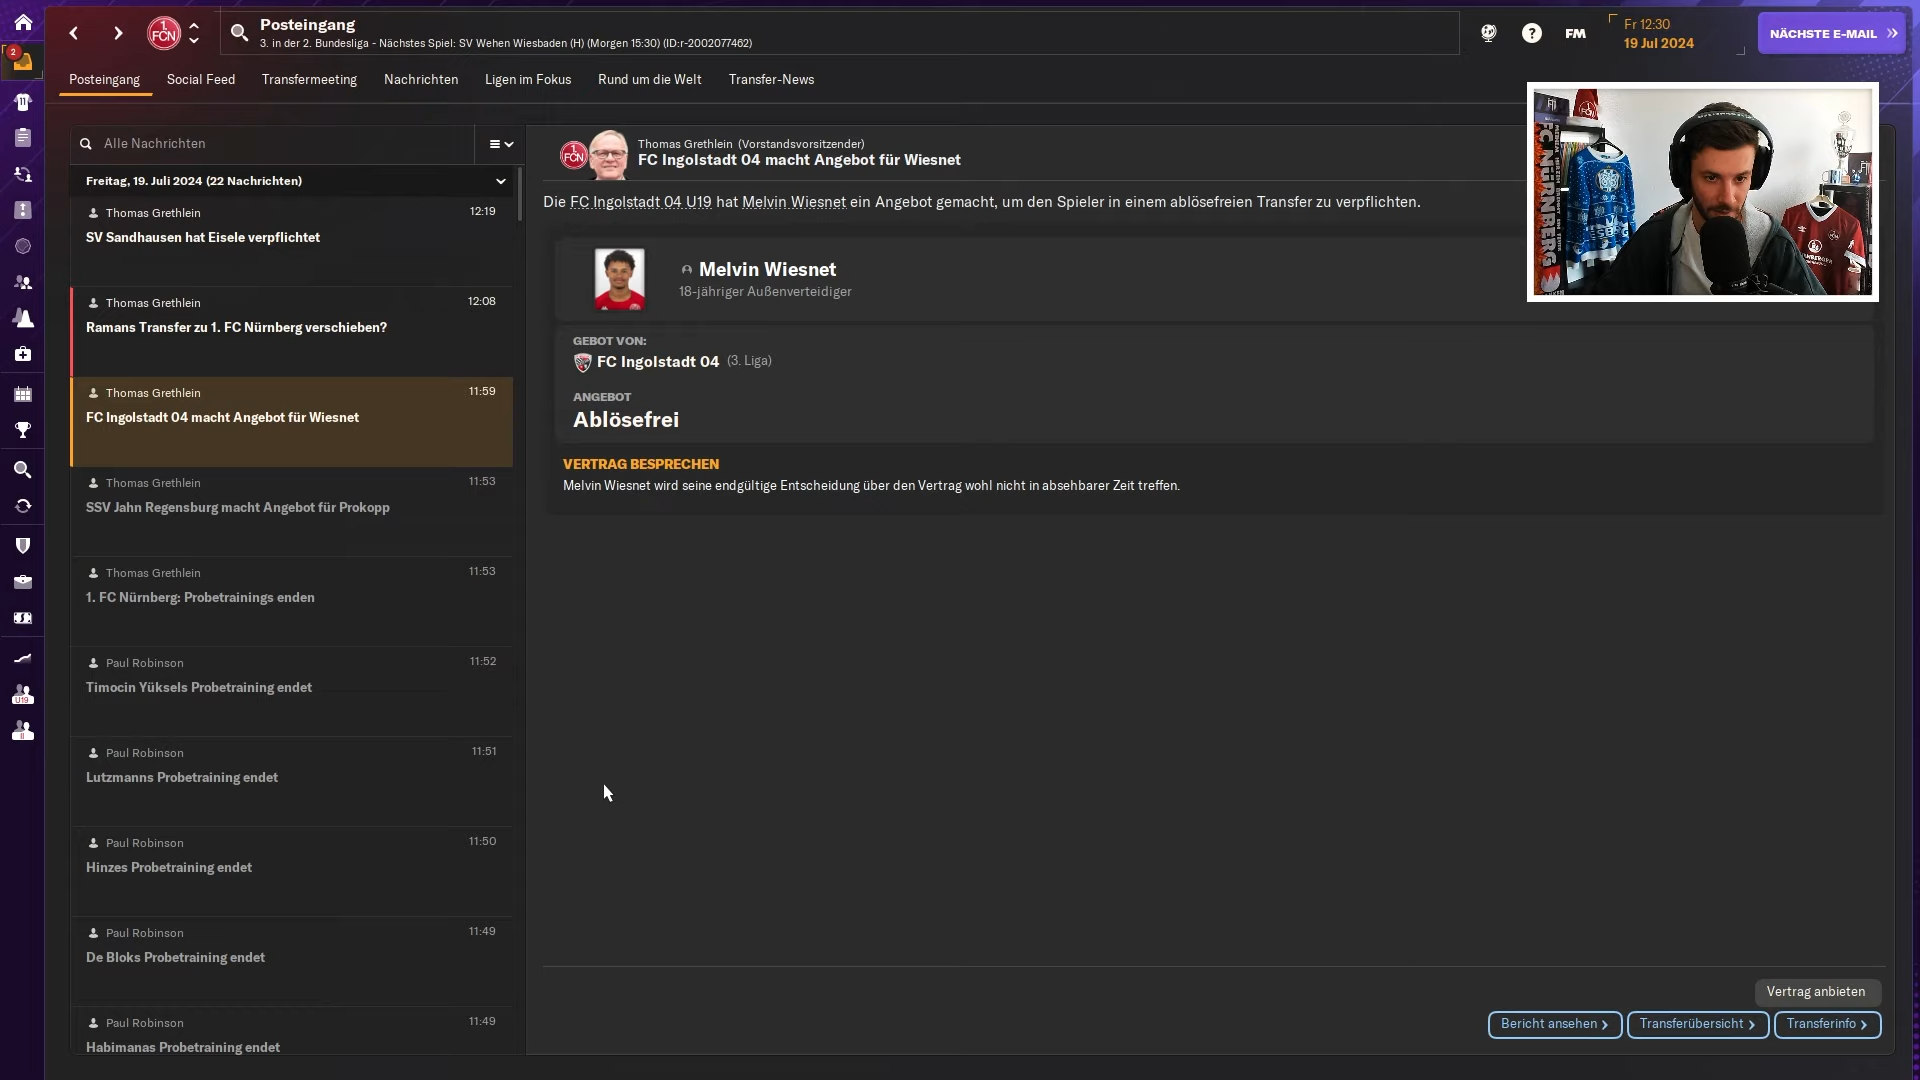 Posteingang
3. in der 2. Bundesliga - Nächstes Spiel: SV Wehen Wiesbaden (H) (Morgen 15:30) (ID:r-2002077462)
FM
Fr 12:30
19 Jul 2024
NÄCHSTE E-MAIL
2
Posteingang
Social Feed
Transfermeeting
Nachrichten
Ligen im Fokus
Rund um die Welt
Transfer-News
Alle Nachrichten
Freitag, 19. Juli 2024 (22 Nachrichten)
Thomas Grethlein 12:19
SV Sandhausen hat Eisele verpflichtet
Thomas Grethlein 12:08
Ramans Transfer zu 1. FC Nürnberg verschieben?
Thomas Grethlein 11:59
FC Ingolstadt 04 macht Angebot für Wiesnet
Thomas Grethlein 11:53
SSV Jahn Regensburg macht Angebot für Prokopp
Thomas Grethlein 11:53
1. FC Nürnberg: Probetrainings enden
Paul Robinson 11:52
Timocin Yüksels Probetraining endet
Paul Robinson 11:51
Lutzmanns Probetraining endet
Paul Robinson 11:50
Hinzes Probetraining endet
Paul Robinson 11:49
De Bloks Probetraining endet
Paul Robinson 11:49
Habimanas Probetraining endet
Thomas Grethlein (Vorstandsvorsitzender)
FC Ingolstadt 04 macht Angebot für Wiesnet
Die FC Ingolstadt 04 U19 hat Melvin Wiesnet ein Angebot gemacht, um den Spieler in einem ablösefreien Transfer zu verpflichten.
Melvin Wiesnet
18-jähriger Außenverteidiger
GEBOT VON:
FC Ingolstadt 04 (3. Liga)
ANGEBOT
Ablösefrei
VERTRAG BESPRECHEN
Melvin Wiesnet wird seine endgültige Entscheidung über den Vertrag wohl nicht in absehbarer Zeit treffen.
Vertrag anbieten
Bericht ansehen
Transferübersicht
Transferinfo
1. FCN
1. FCN
U19
II
11
FC NÜRNBERG